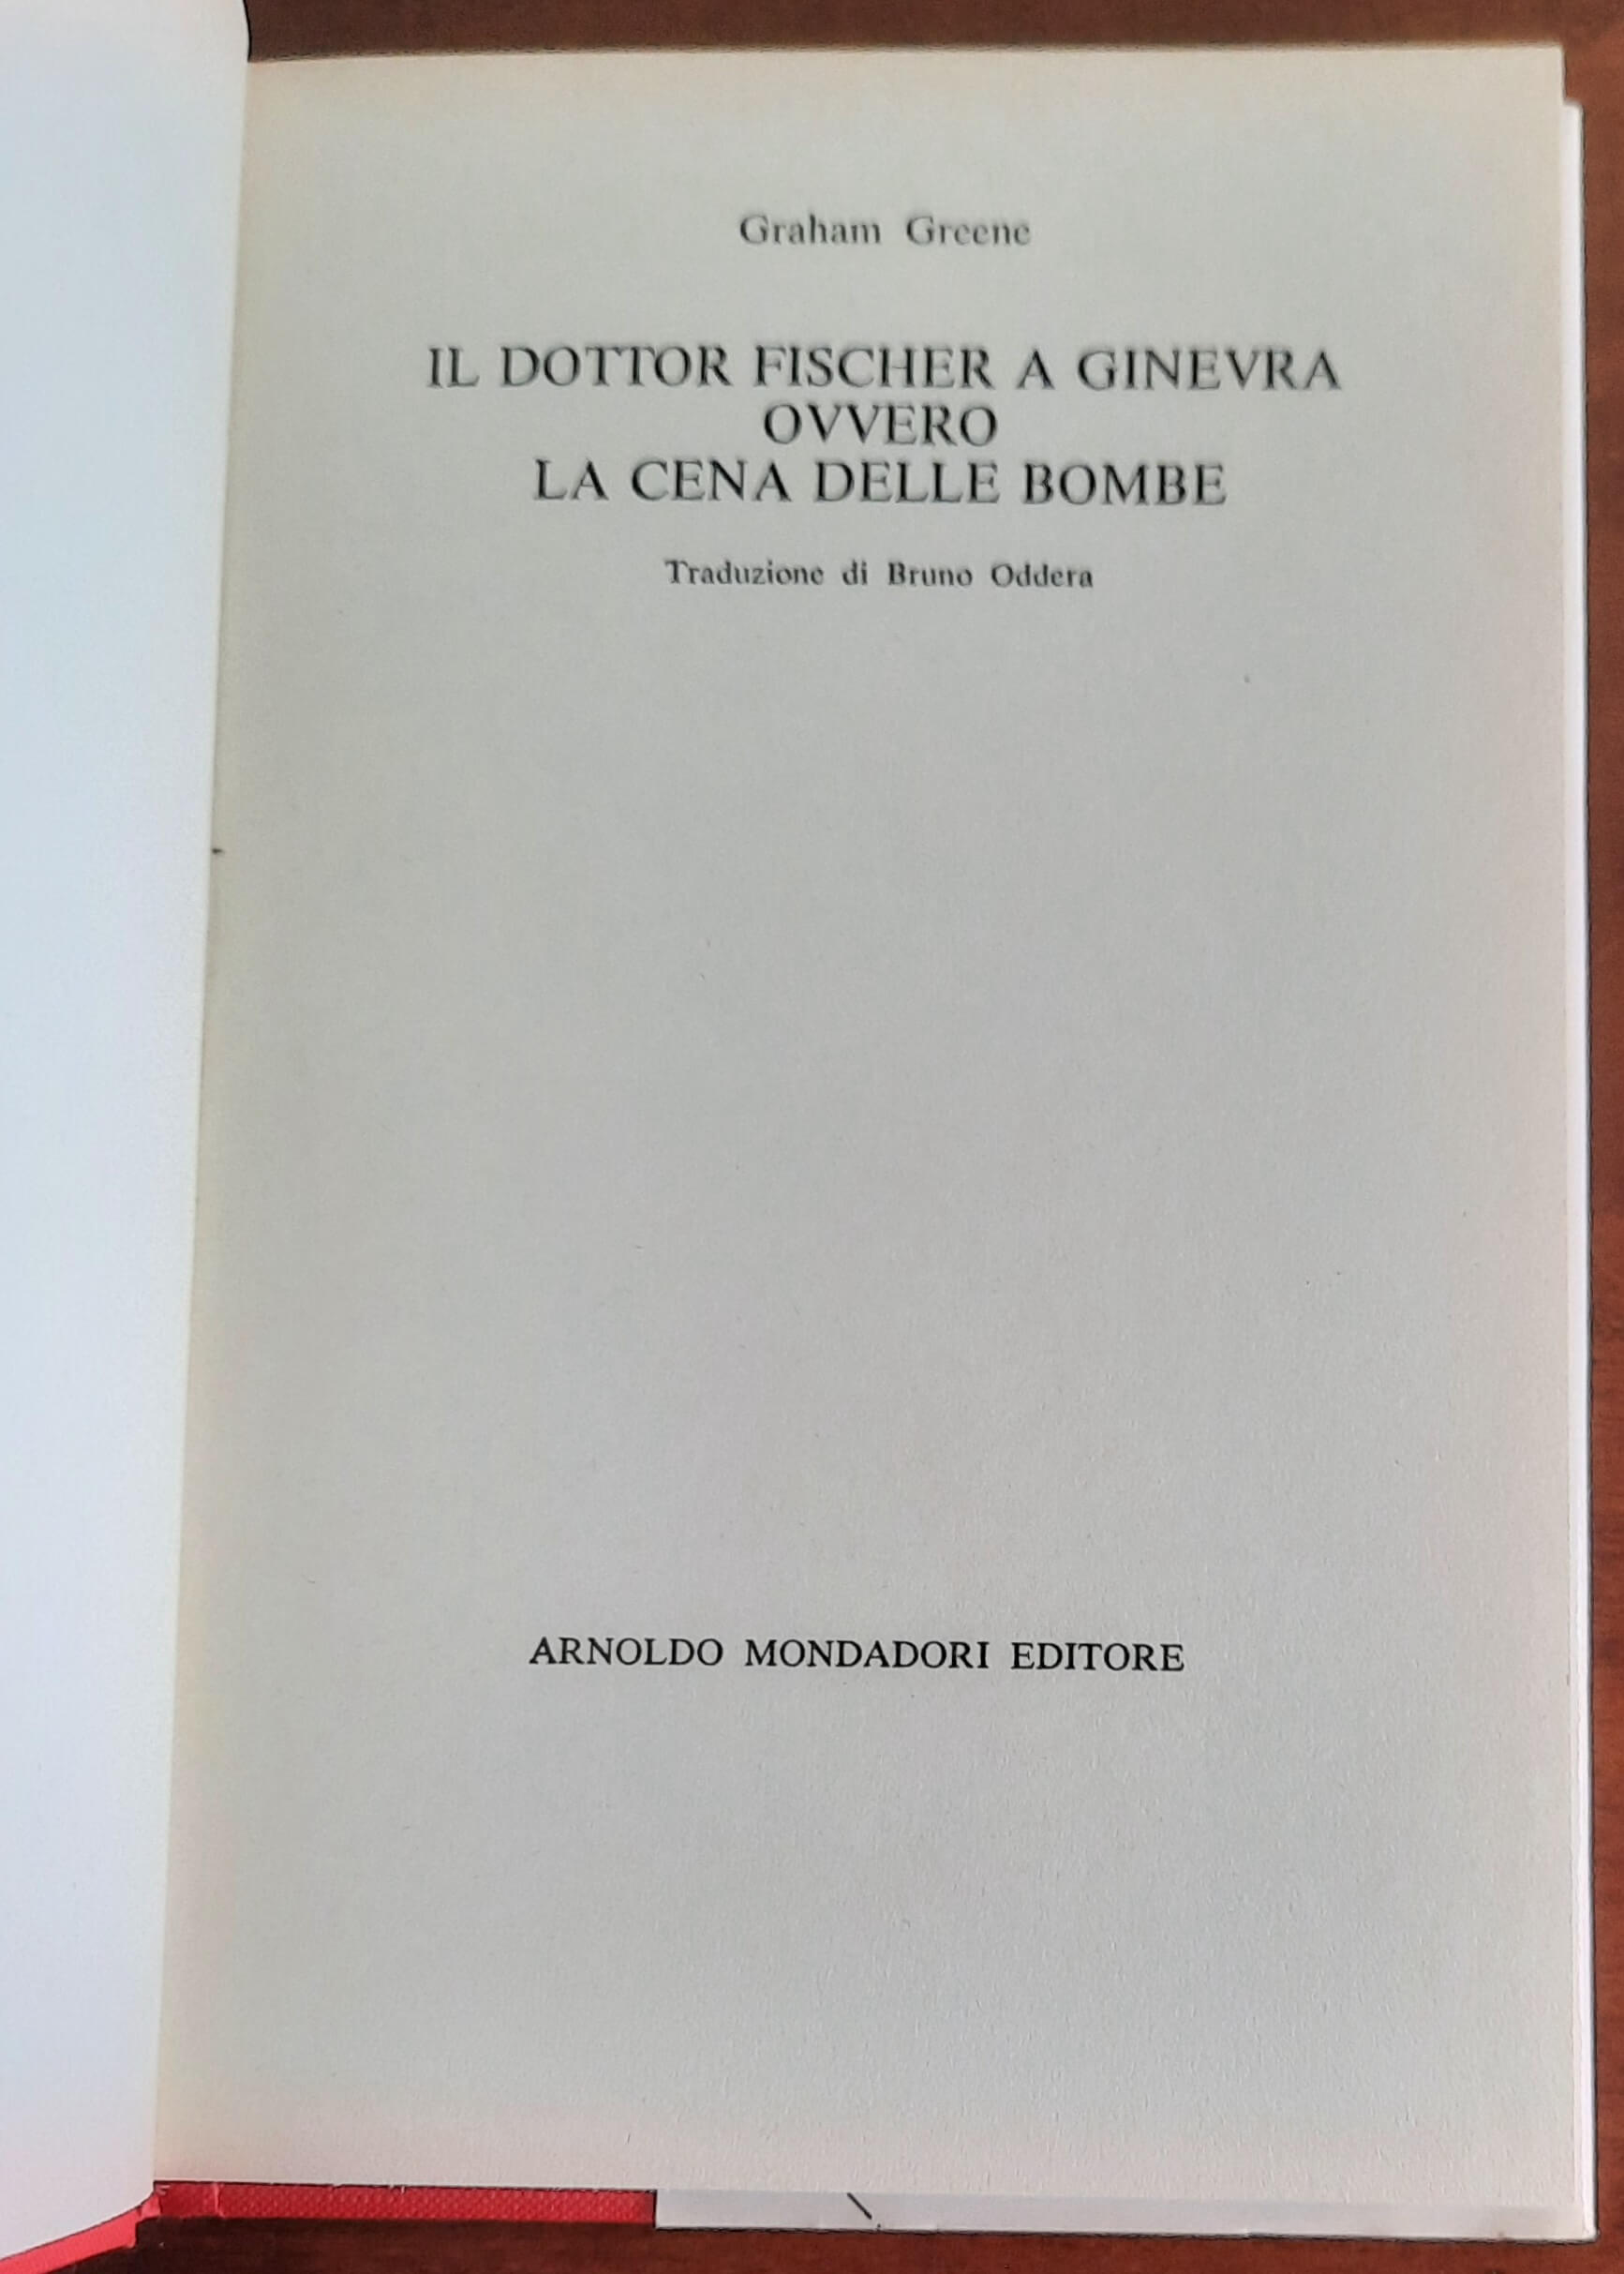 Graham Greene
IL DOTTOR FISCHER A GINEVRA
OVVERO
LA CENA DELLE BOMBE
Traduzione di Bruno Oddera
ARNOLDO MONDADORI EDITORE